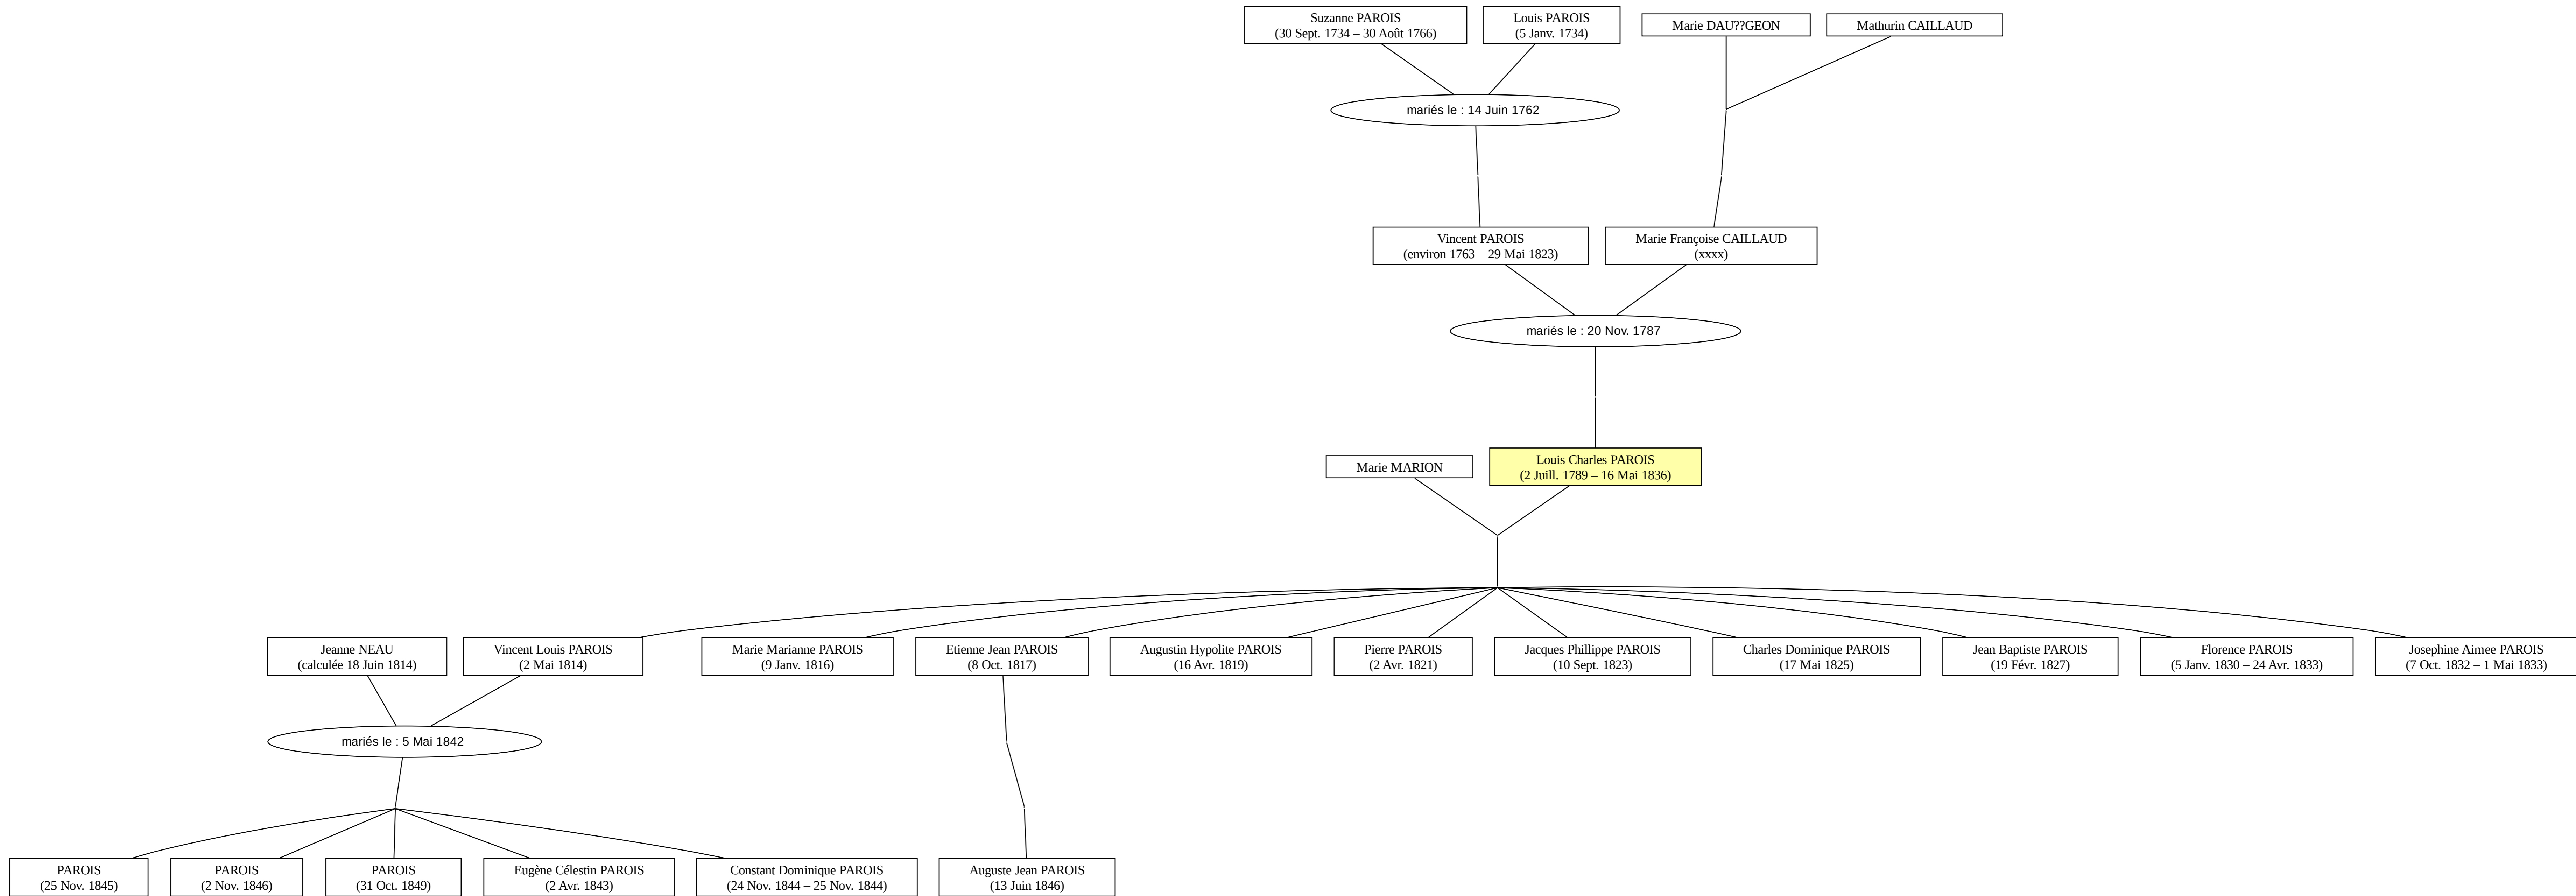 Suzanne PAROIS
(30 Sept. 1734 – 30 Août 1766)
Louis PAROIS
(5 Janv. 1734)
Marie DAU??GEON
Mathurin CAILLAUD
mariés le : 14 Juin 1762
Vincent PAROIS
(environ 1763 – 29 Mai 1823)
Marie Françoise CAILLAUD
(xxxx)
mariés le : 20 Nov. 1787
Marie MARION
Louis Charles PAROIS
(2 Juill. 1789 – 16 Mai 1836)
Jeanne NEAU
(calculée 18 Juin 1814)
Vincent Louis PAROIS
(2 Mai 1814)
Marie Marianne PAROIS
(9 Janv. 1816)
Etienne Jean PAROIS
(8 Oct. 1817)
Augustin Hypolite PAROIS
(16 Avr. 1819)
Pierre PAROIS
(2 Avr. 1821)
Jacques Phillippe PAROIS
(10 Sept. 1823)
Charles Dominique PAROIS
(17 Mai 1825)
Jean Baptiste PAROIS
(19 Févr. 1827)
Florence PAROIS
(5 Janv. 1830 – 24 Avr. 1833)
Josephine Aimee PAROIS
(7 Oct. 1832 – 1 Mai 1833)
mariés le : 5 Mai 1842
PAROIS
(25 Nov. 1845)
PAROIS
(2 Nov. 1846)
PAROIS
(31 Oct. 1849)
Eugène Célestin PAROIS
(2 Avr. 1843)
Constant Dominique PAROIS
(24 Nov. 1844 – 25 Nov. 1844)
Auguste Jean PAROIS
(13 Juin 1846)